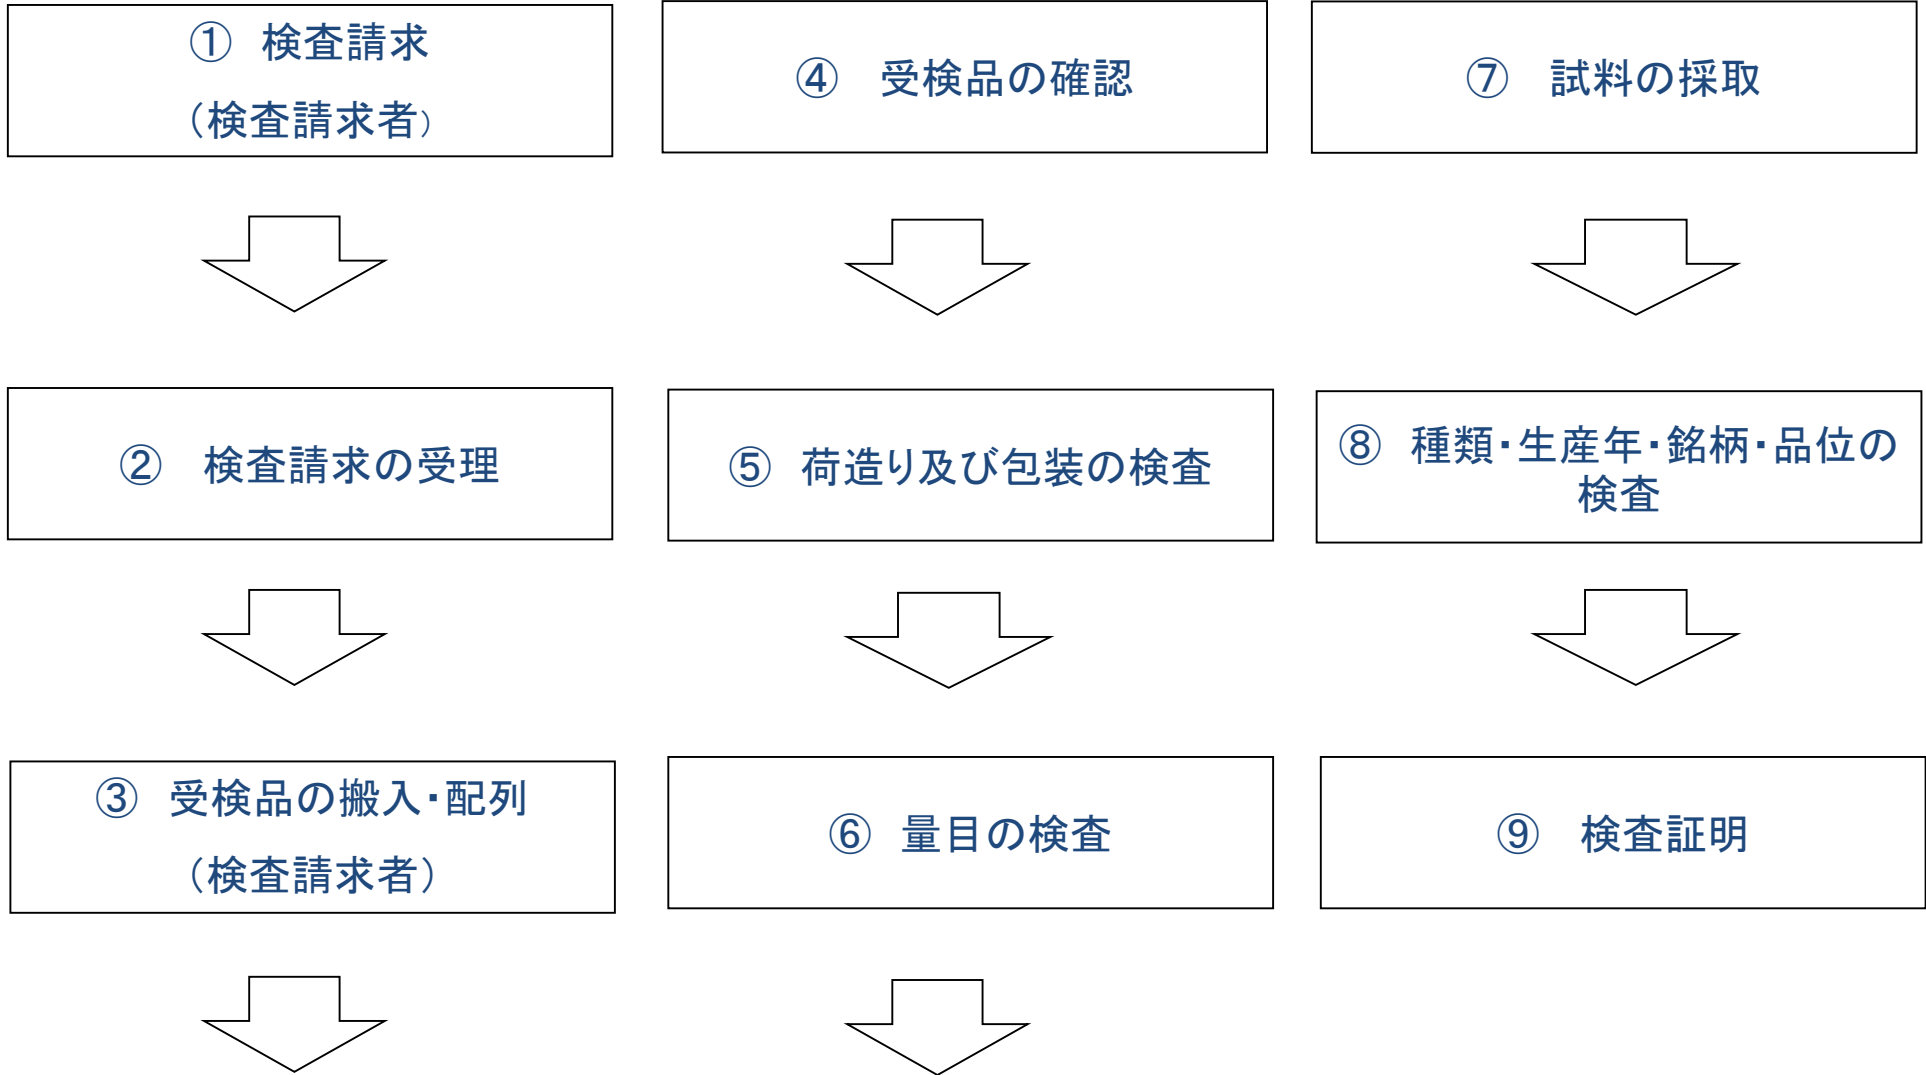 ① 検査請求
（検査請求者）
② 検査請求の受理
③ 受検品の搬入・配列
（検査請求者）
④ 受検品の確認
⑤ 荷造り及び包装の検査
⑥ 量目の検査
⑦ 試料の採取
⑧ 種類・生産年・銘柄・品位の
検査
⑨ 検査証明